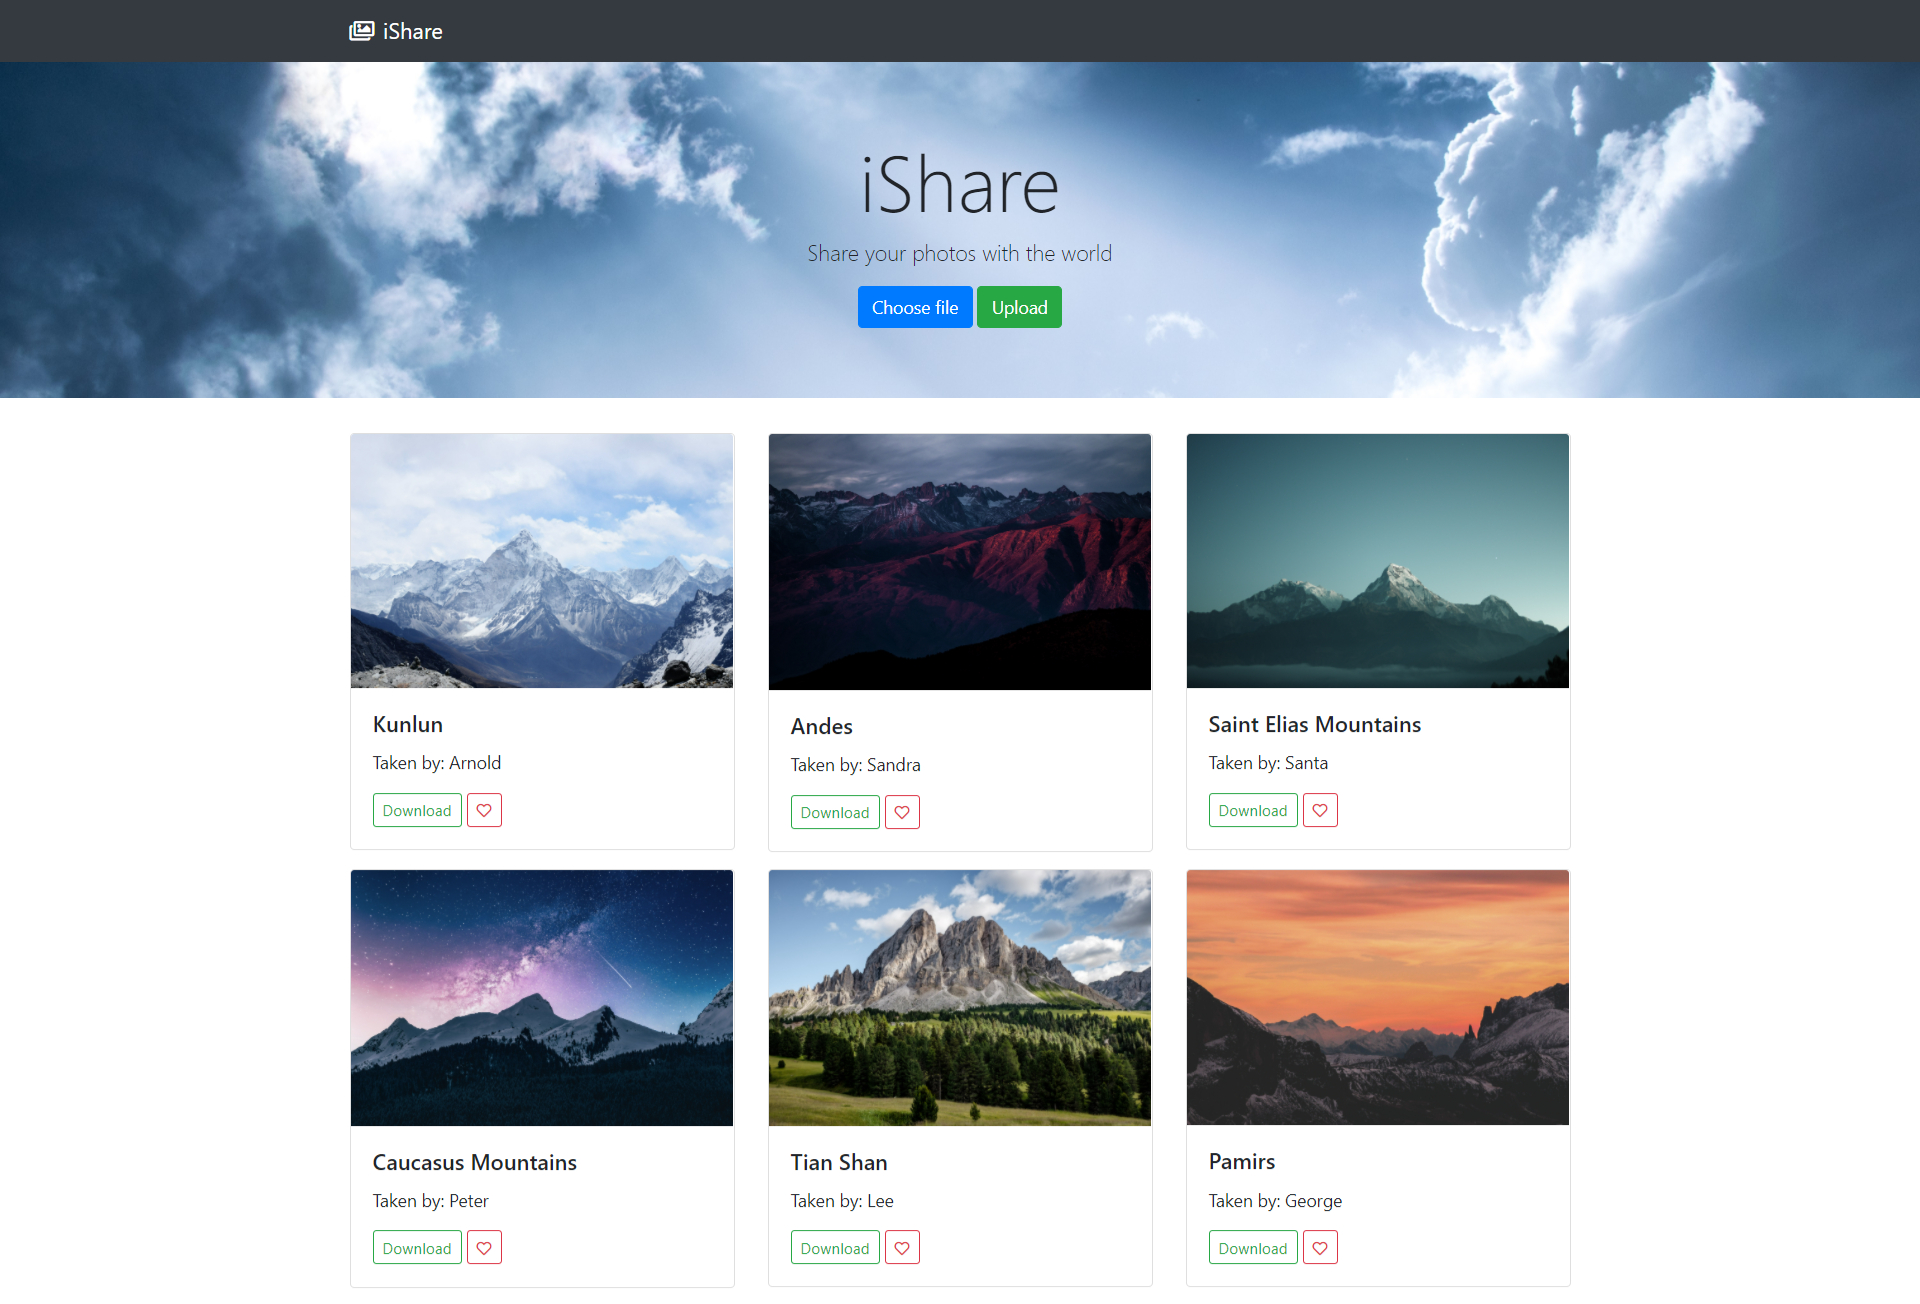 iShare
iShare
Share your photos with the world
Choose file Upload
Kunlun
Taken by: Arnold
Download
Andes
Taken by: Sandra
Download
Saint Elias Mountains
Taken by: Santa
Download
Caucasus Mountains
Taken by: Peter
Download
Tian Shan
Taken by: Lee
Download
Pamirs
Taken by: George
Download